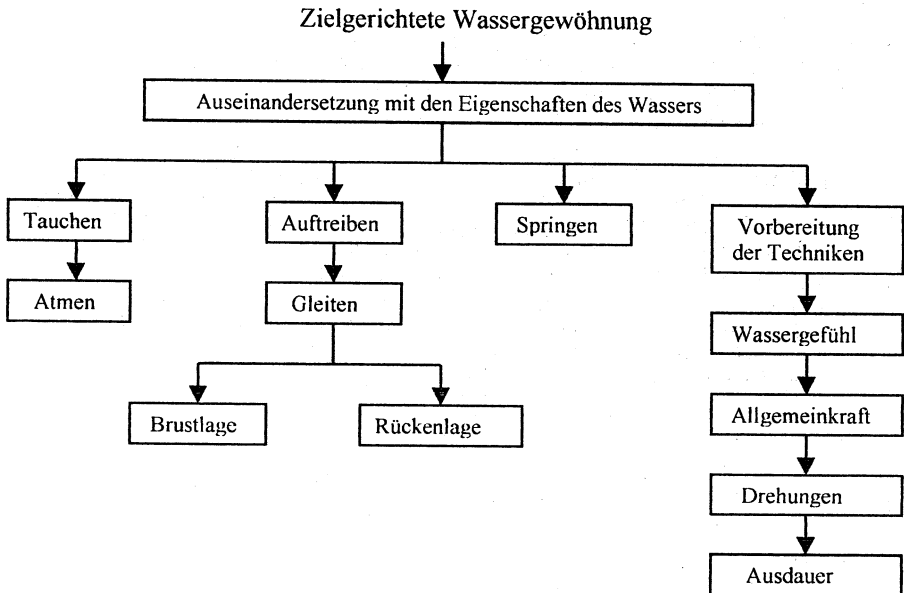 Zielgerichtete Wassergewöhnung
Auseinandersetzung mit den Eigenschaften des Wassers
Tauchen
Auftreiben
Springen
Vorbereitung
der Techniken
Atmen
Gleiten
Wassergefühl
Brustlage
Rückenlage
Allgemeinkraft
Drehungen
Ausdauer